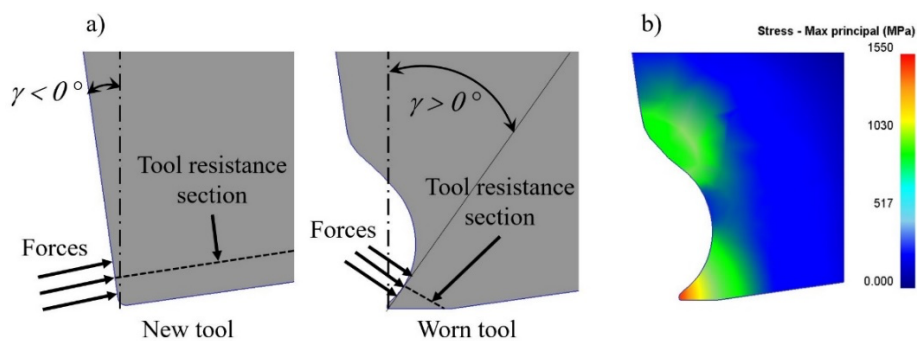 a)
γ < 0°
Tool resistance
section
Forces
New tool
γ > 0°
Tool resistance
section
Forces
Worn tool
b)
Stress - Max principal (MPa)
1550
1030
517
0.000